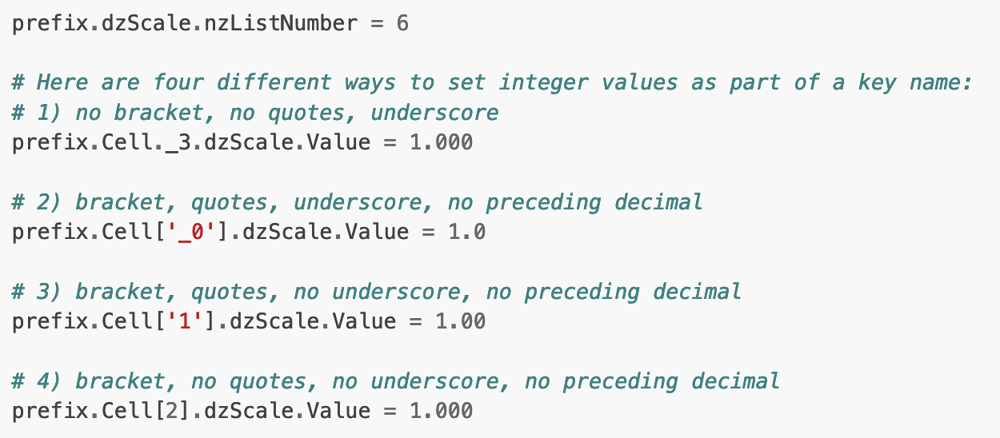 prefix.dzScale.nzListNumber = 6
# Here are four different ways to set integer values as part of a key name:
# 1) no bracket, no quotes, underscore
prefix.Cell._3.dzScale.Value = 1.000
# 2) bracket, quotes, underscore, no preceding decimal
prefix.Cell['_0'].dzScale.Value = 1.0
# 3) bracket, quotes, no underscore, no preceding decimal
prefix.Cell['1'].dzScale.Value = 1.00
# 4) bracket, no quotes, no underscore, no preceding decimal
prefix.Cell[2].dzScale.Value = 1.000